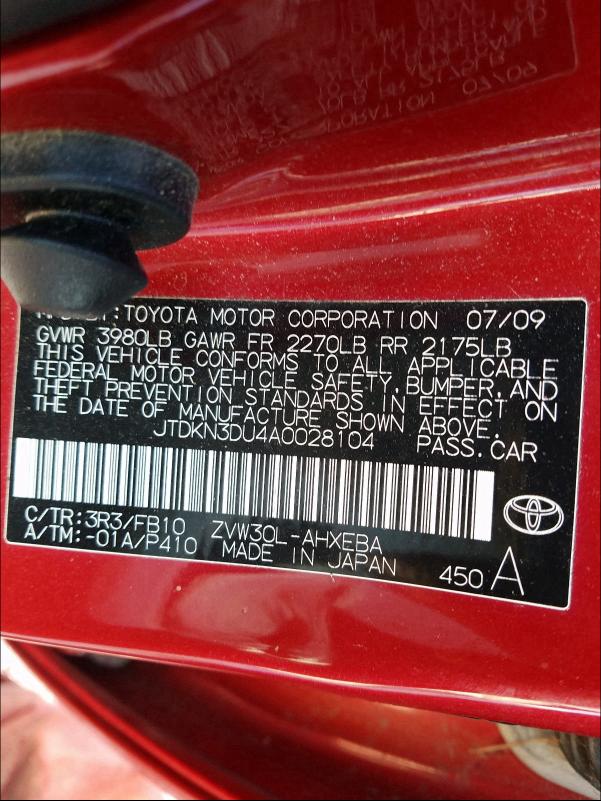 TOYOTA MOTOR CORPORATION 07/09
GVWR 3980LB GAWR FR 2270LB RR 2175LB
THIS VEHICLE CONFORMS TO ALL APPLICABLE
FEDERAL MOTOR VEHICLE SAFETY, BUMPER, AND
THEFT PREVENTION STANDARDS IN EFFECT ON
THE DATE OF MANUFACTURE SHOWN ABOVE.
JTDKN3DU4A0028104 PASS.CAR
C/TR:3R3/FB10 ZVW30L-AHXEBA
A/TM:-01A/P410 MADE IN JAPAN
450 A